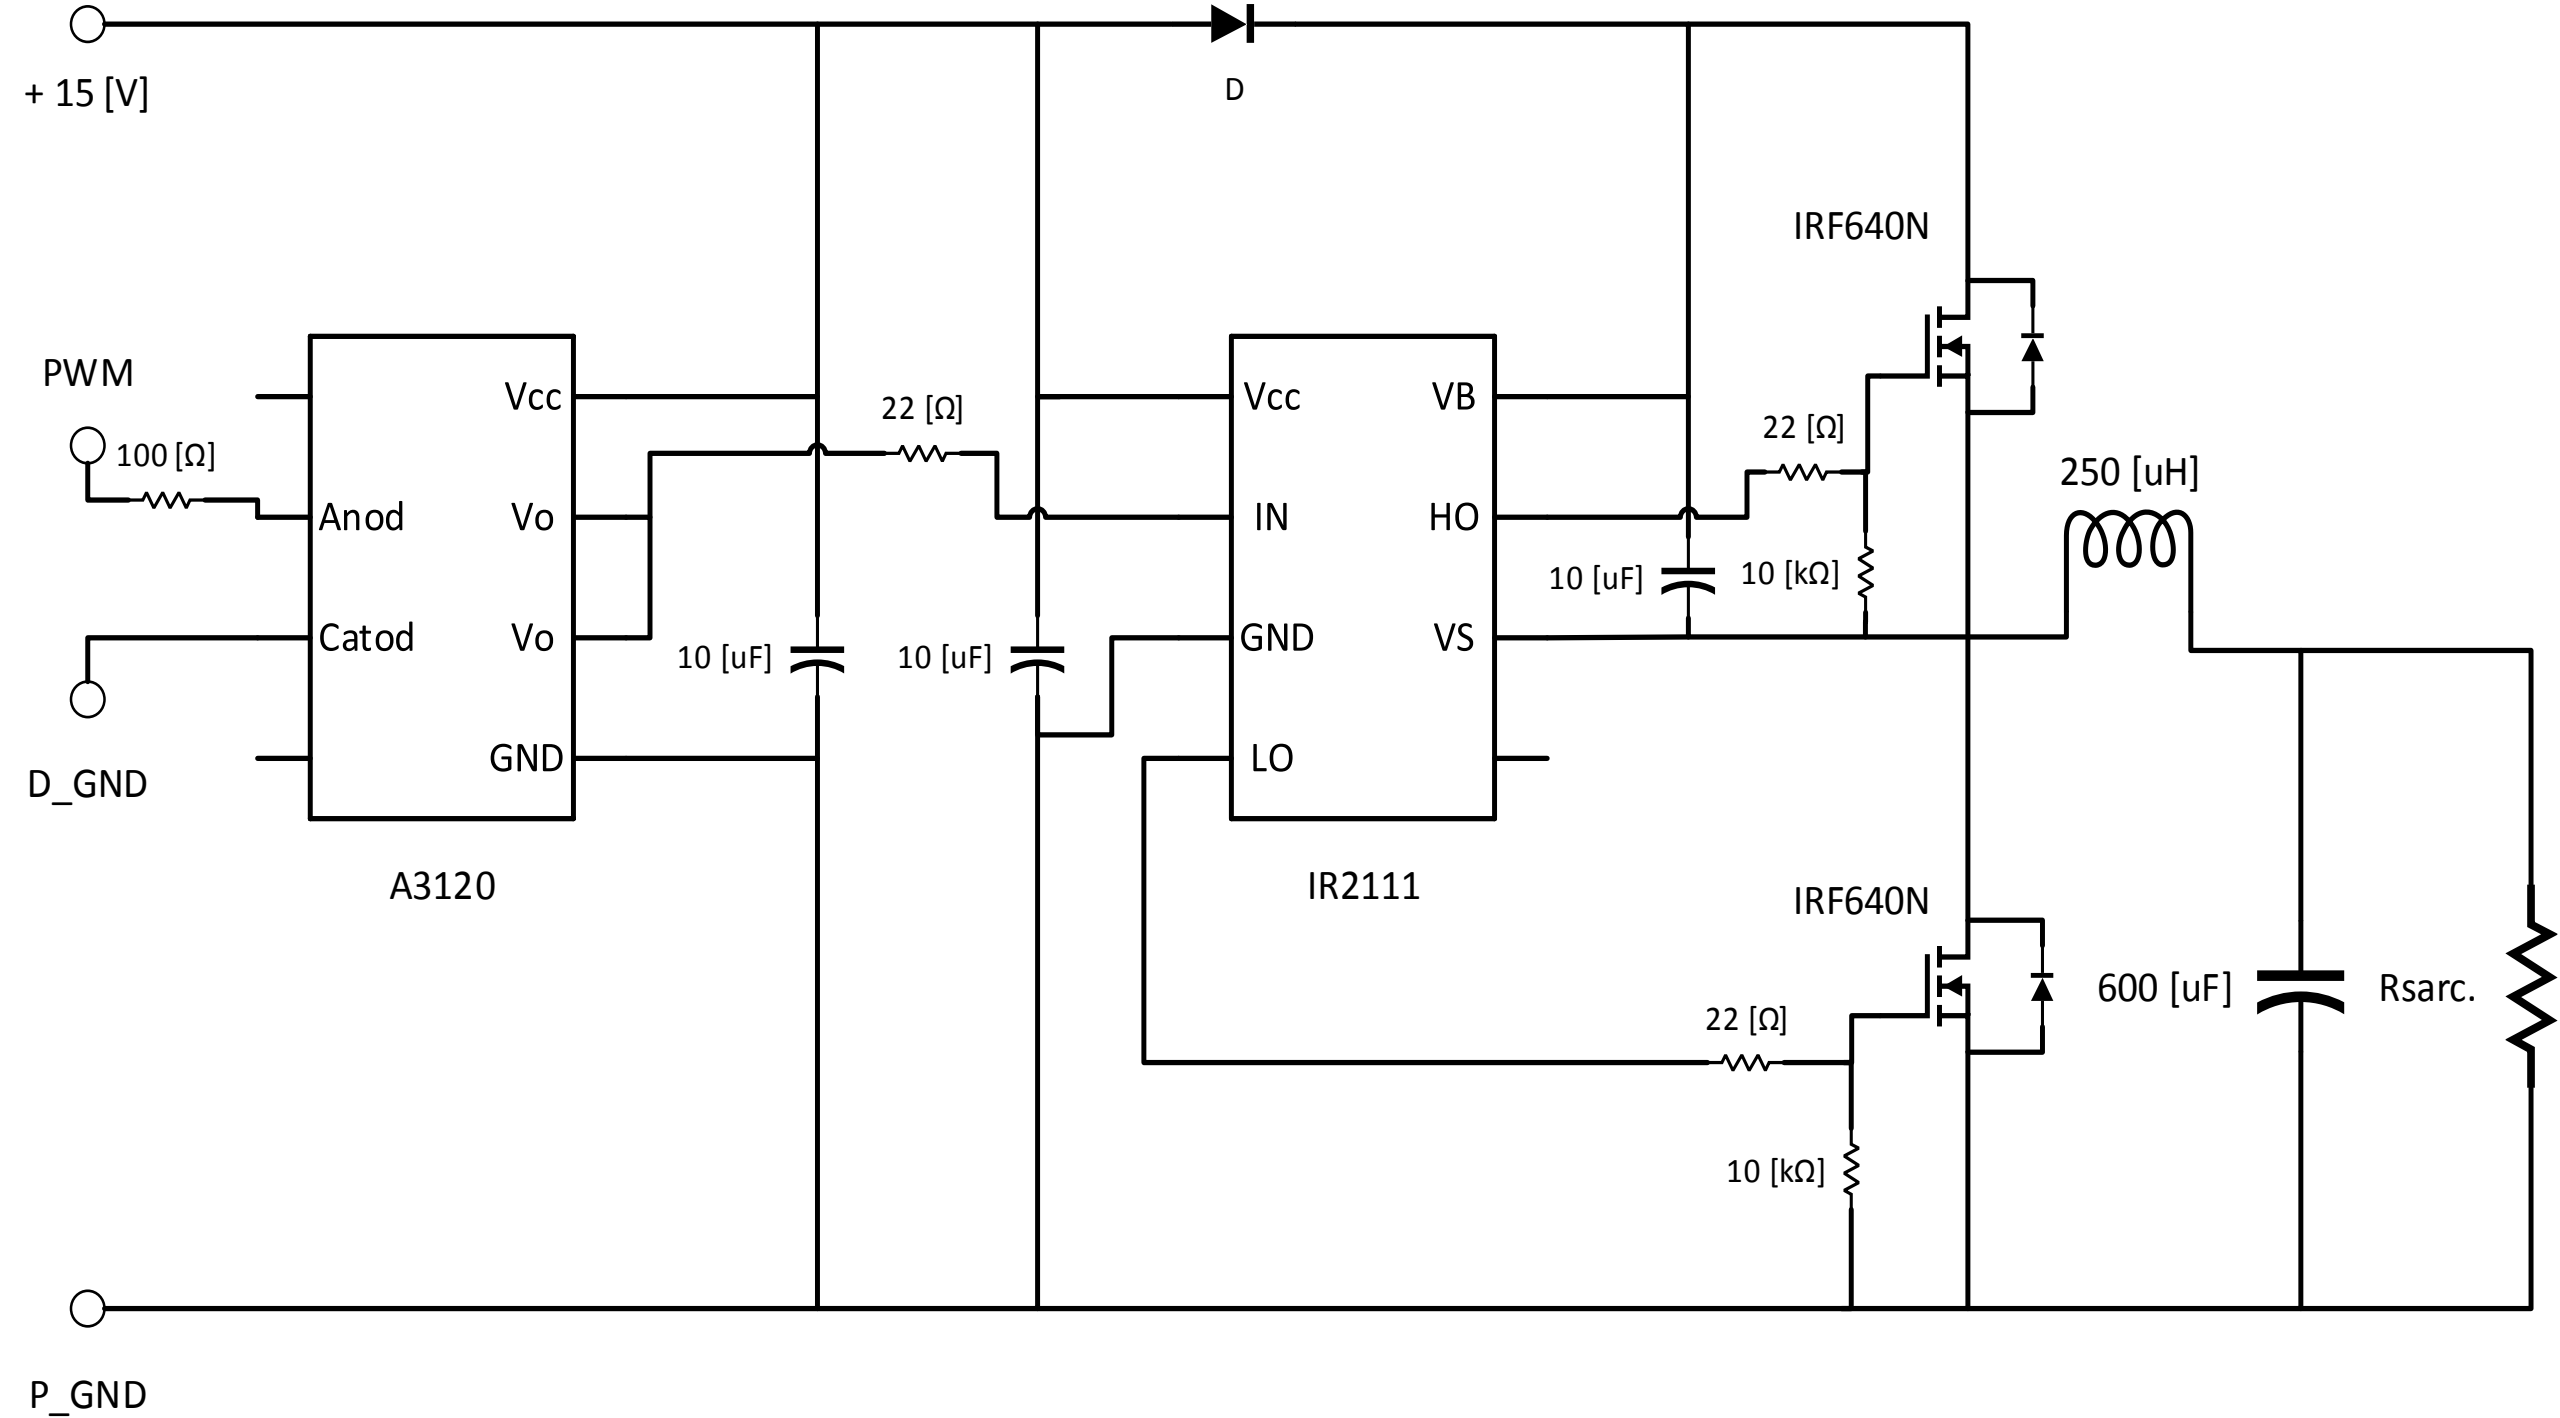 + 15 [V]
D
IRF640N
PWM
100 [Ω]
Vcc
Anod
Vo
Catod
Vo
GND
D_GND
A3120
22 [Ω]
10 [uF]
10 [uF]
Vcc
VB
IN
HO
GND
VS
LO
IR2111
22 [Ω]
10 [uF]
10 [kΩ]
250 [uH]
IRF640N
22 [Ω]
10 [kΩ]
600 [uF]
Rsarc.
P_GND